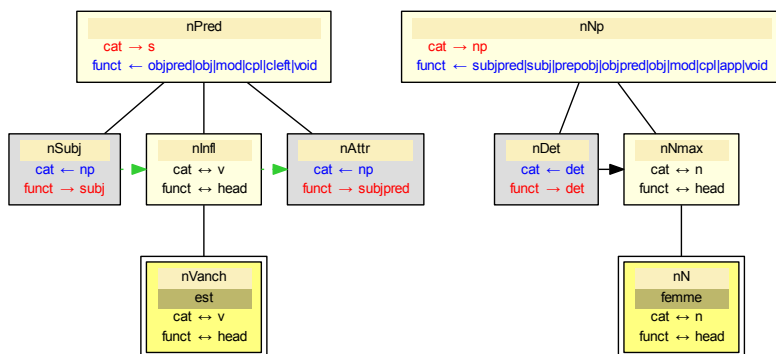 nPred
cat → s
funct ← objpred|obj|mod|cpl|cleft|void
nNp
cat → np
funct ← subjpred|subj|prepobj|objpred|obj|mod|cpl|app|void
nSubj
cat ← np
funct → subj
nInfl
cat ↔ v
funct ↔ head
nAttr
cat ← np
funct → subjpred
nDet
cat ← det
funct → det
nNmax
cat ↔ n
funct ↔ head
nVanch
est
cat ↔ v
funct ↔ head
nN
femme
cat ↔ n
funct ↔ head